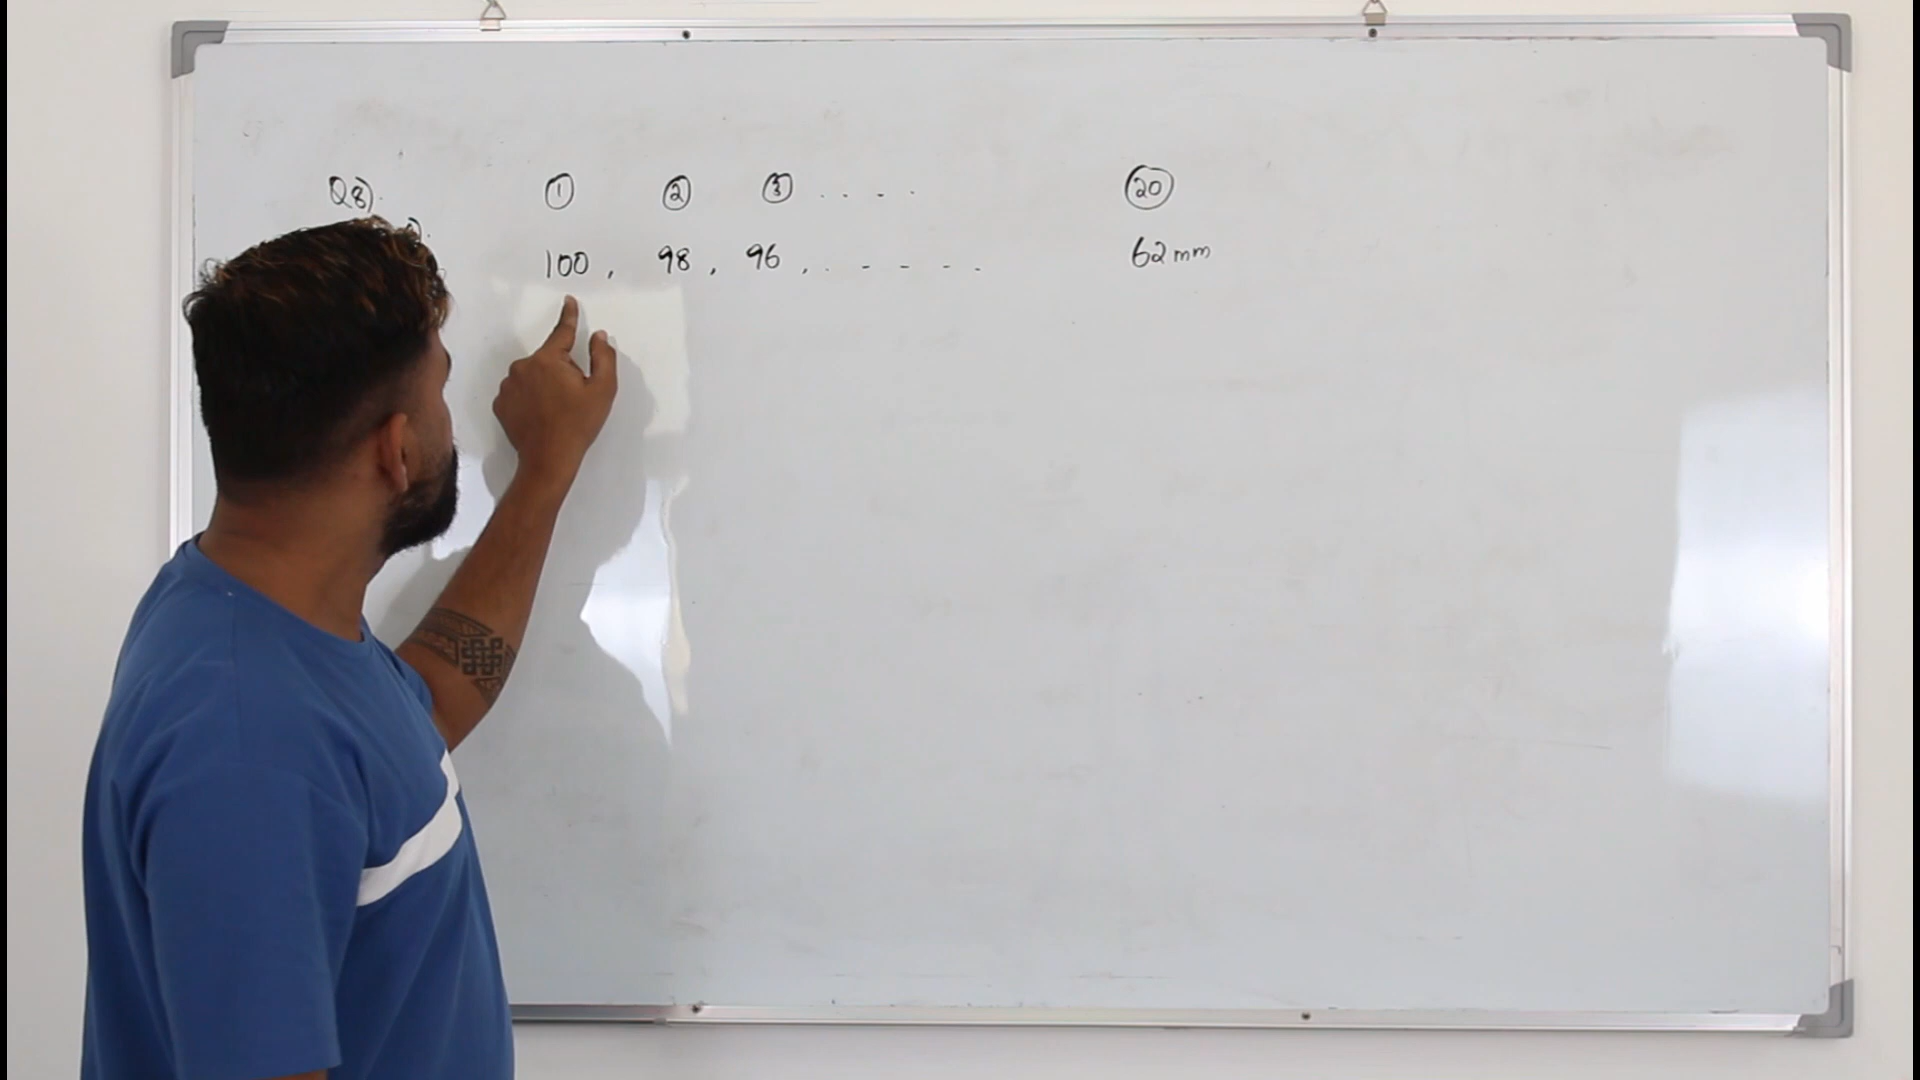 Q8). ① ② ③ . . . . ⑳
100 , 98 , 96 , . - - - . 62 mm